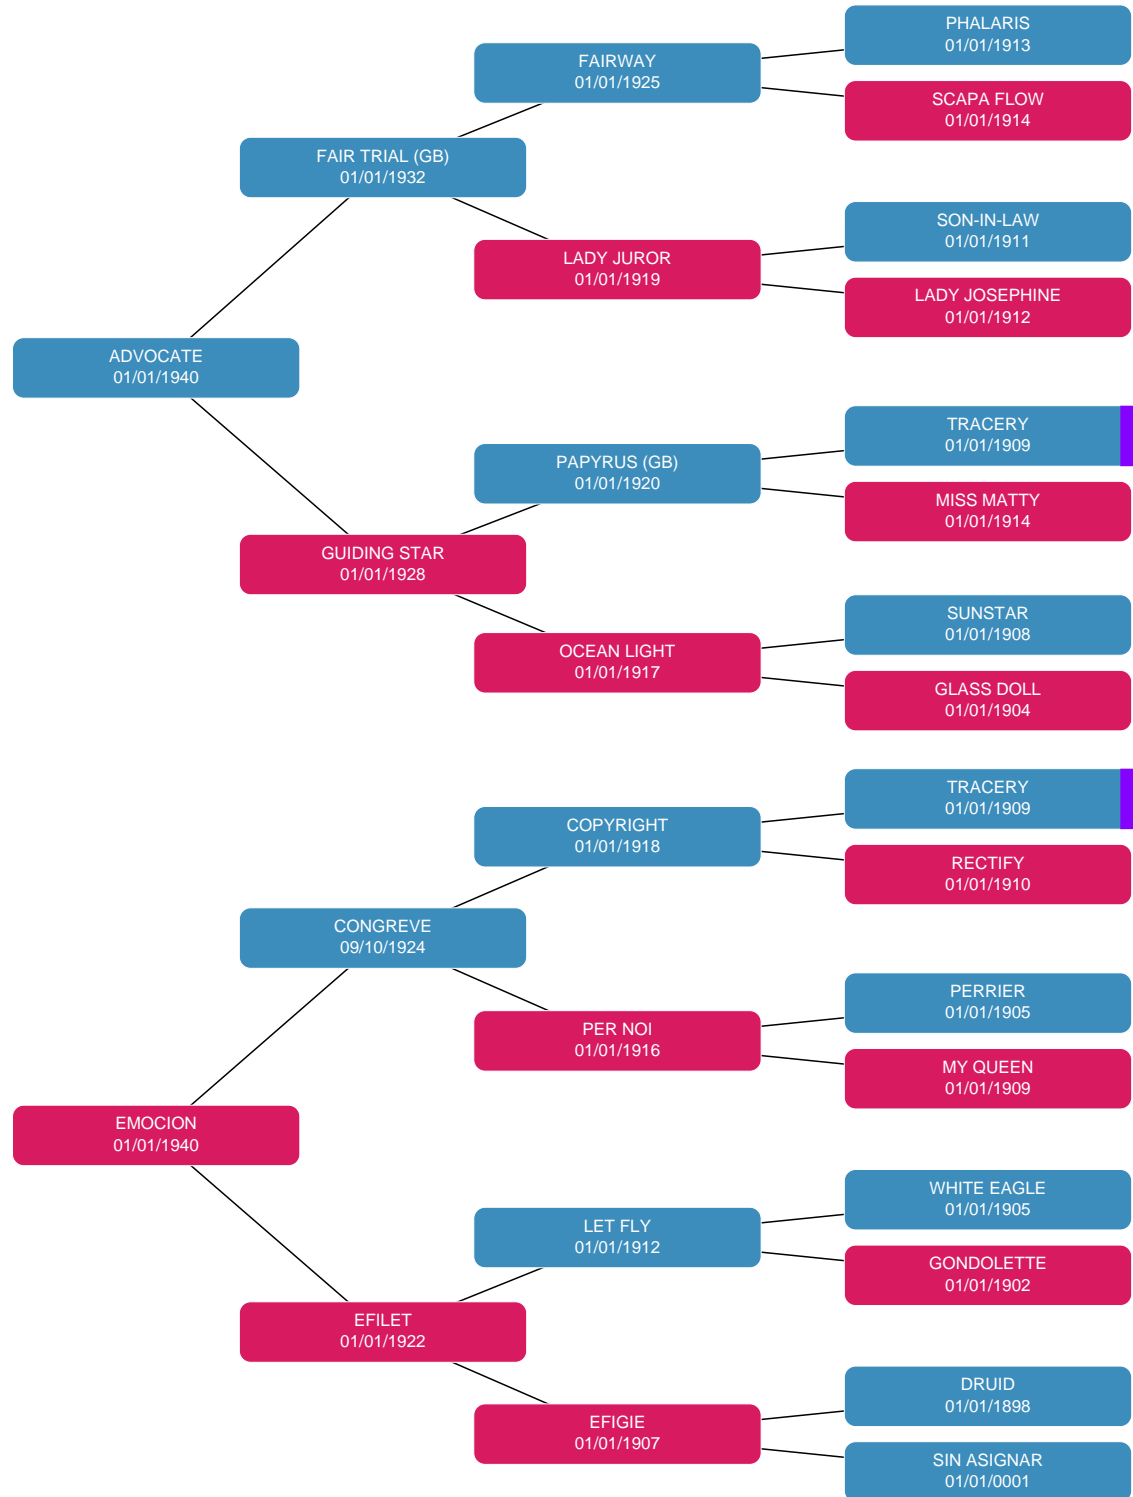 PHALARIS
01/01/1913
FAIRWAY
01/01/1925
SCAPA FLOW
01/01/1914
FAIR TRIAL (GB)
01/01/1932
SON-IN-LAW
01/01/1911
LADY JUROR
01/01/1919
LADY JOSEPHINE
01/01/1912
ADVOCATE
01/01/1940
TRACERY
01/01/1909
PAPYRUS (GB)
01/01/1920
MISS MATTY
01/01/1914
GUIDING STAR
01/01/1928
SUNSTAR
01/01/1908
OCEAN LIGHT
01/01/1917
GLASS DOLL
01/01/1904
TRACERY
01/01/1909
COPYRIGHT
01/01/1918
RECTIFY
01/01/1910
CONGREVE
09/10/1924
PERRIER
01/01/1905
PER NOI
01/01/1916
MY QUEEN
01/01/1909
EMOCION
01/01/1940
WHITE EAGLE
01/01/1905
LET FLY
01/01/1912
GONDOLETTE
01/01/1902
EFILET
01/01/1922
DRUID
01/01/1898
EFIGIE
01/01/1907
SIN ASIGNAR
01/01/0001